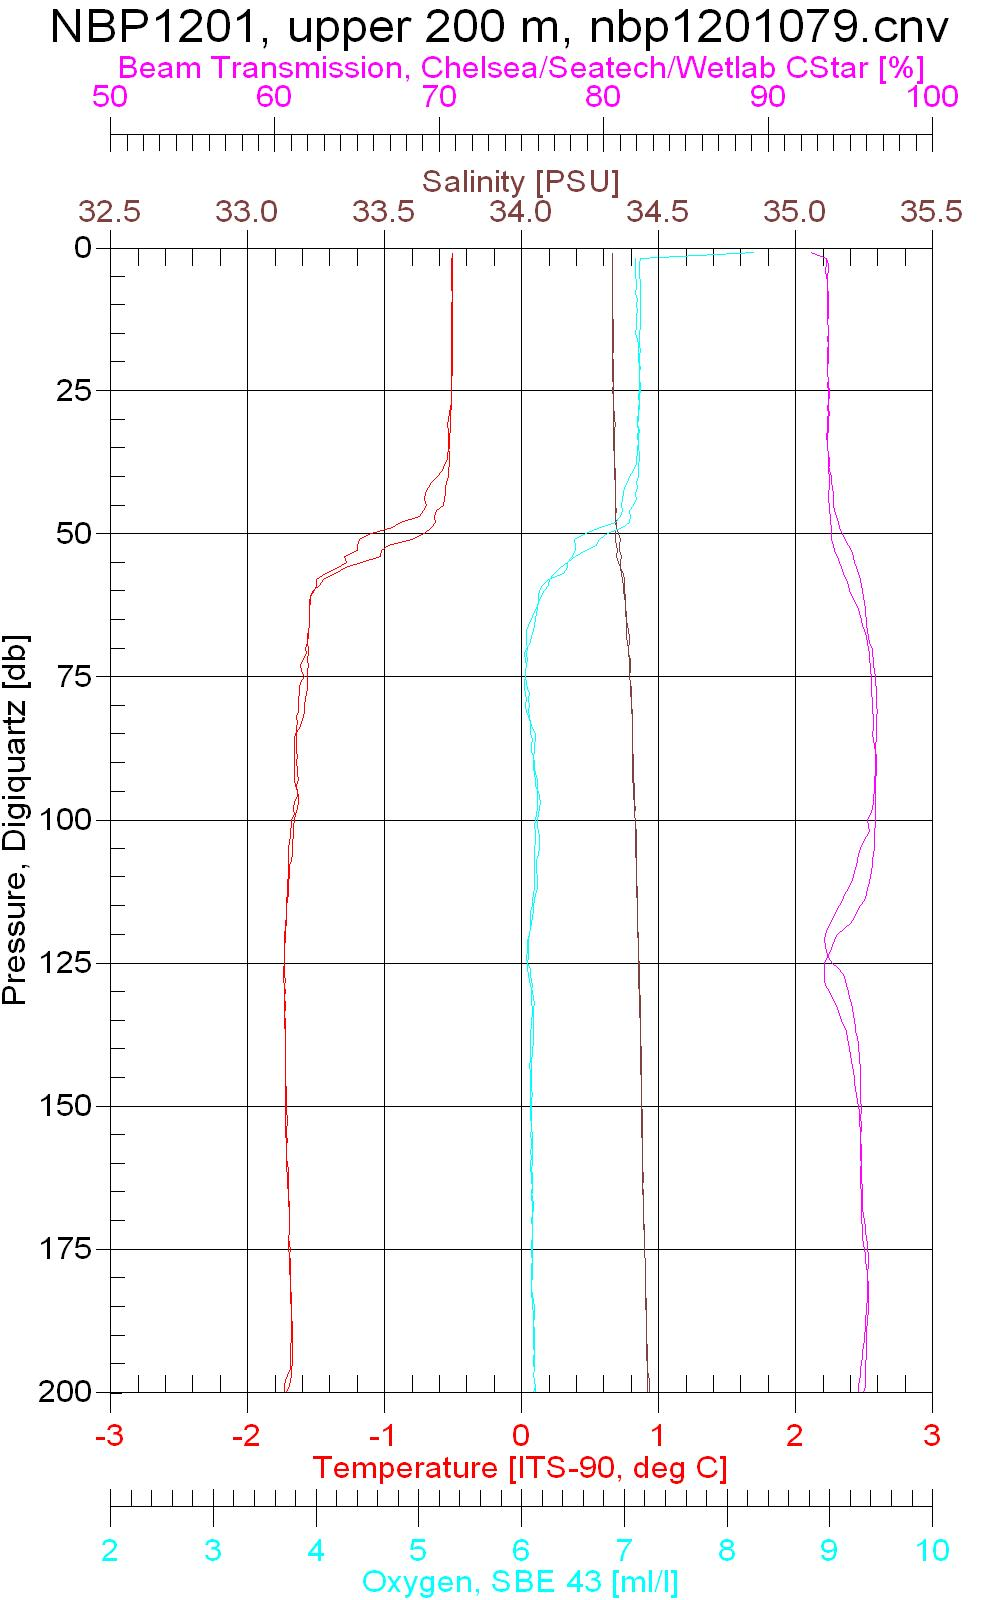 NBP1201, upper 200 m, nbp1201079.cnv
Beam Transmission, Chelsea/Seatech/Wetlab CStar [%]
50 60 70 80 90 100
Salinity [PSU]
32.5 33.0 33.5 34.0 34.5 35.0 35.5
0
25
50
75
100
125
150
175
200
Pressure, Digiquartz [db]
-3 -2 -1 0 1 2 3
Temperature [ITS-90, deg C]
2 3 4 5 6 7 8 9 10
Oxygen, SBE 43 [ml/l]